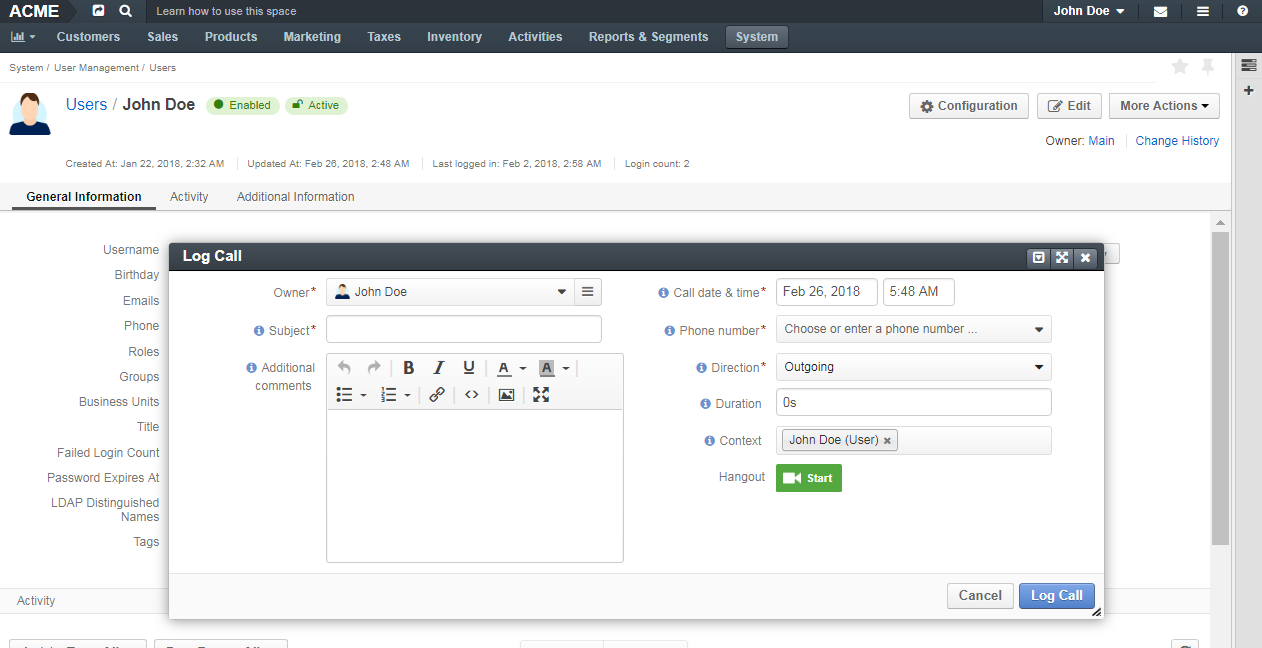 ACME Learn how to use this space John Doe
Customers Sales Products Marketing Taxes Inventory Activities Reports & Segments System
System / User Management / Users
Users / John Doe Enabled Active Configuration Edit More Actions
Owner: Main Change History
Created At: Jan 22, 2018, 2:32 AM Updated At: Feb 26, 2018, 2:48 AM Last logged in: Feb 2, 2018, 2:58 AM Login count: 2
General Information Activity Additional Information
Username
Birthday
Emails
Phone
Roles
Groups
Business Units
Title
Failed Login Count
Password Expires At
LDAP Distinguished
Names
Tags
Log Call
Owner* John Doe
Subject*
Additional
comments
B I U A A
Call date & time* Feb 26, 2018 5:48 AM
Phone number* Choose or enter a phone number ...
Direction* Outgoing
Duration 0s
Context John Doe (User) ×
Hangout Start
Cancel Log Call
Activity